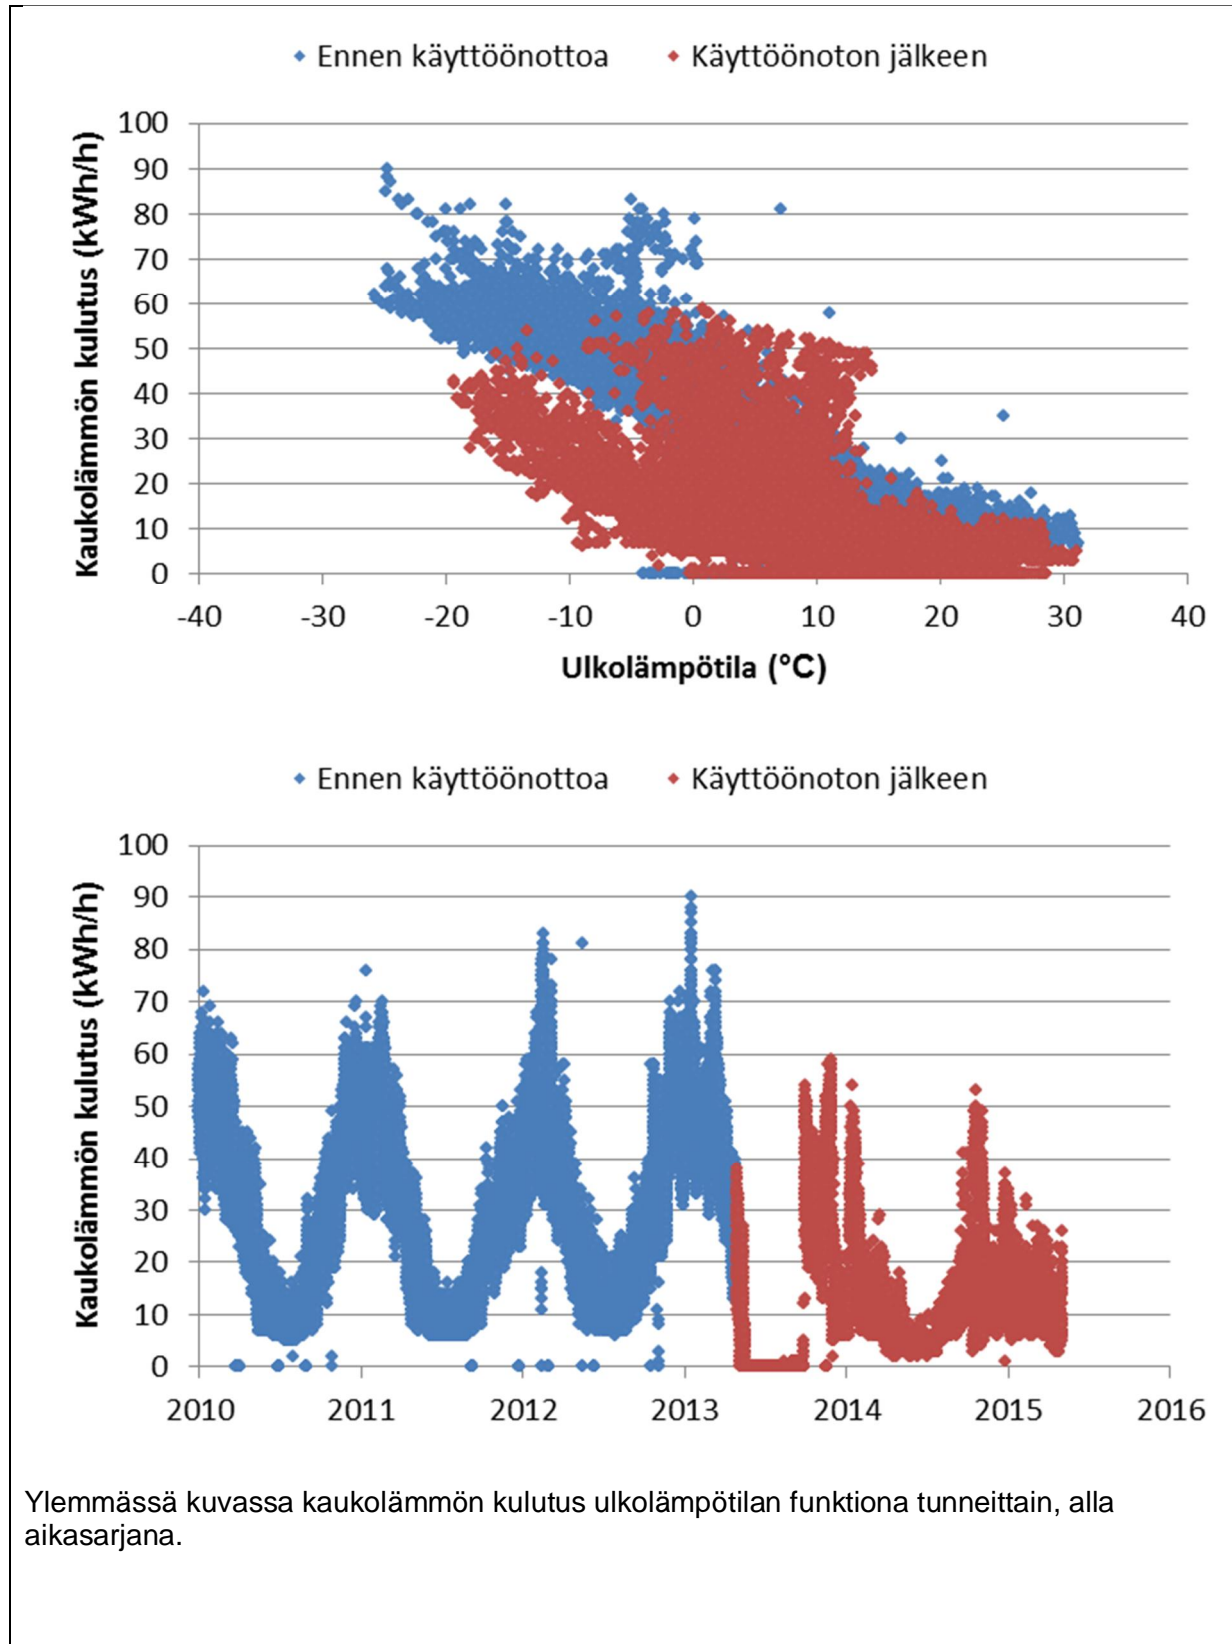 Ennen käyttöönottoa Käyttöönoton jälkeen
Kaukolämmön kulutus (kWh/h)
100
90
80
70
60
50
40
30
20
10
0
-40 -30 -20 -10 0 10 20 30 40
Ulkolämpötila (°C)
Ennen käyttöönottoa Käyttöönoton jälkeen
Kaukolämmön kulutus (kWh/h)
100
90
80
70
60
50
40
30
20
10
0
2010 2011 2012 2013 2014 2015 2016
Ylemmässä kuvassa kaukolämmön kulutus ulkolämpötilan funktiona tunneittain, alla
aikasarjana.